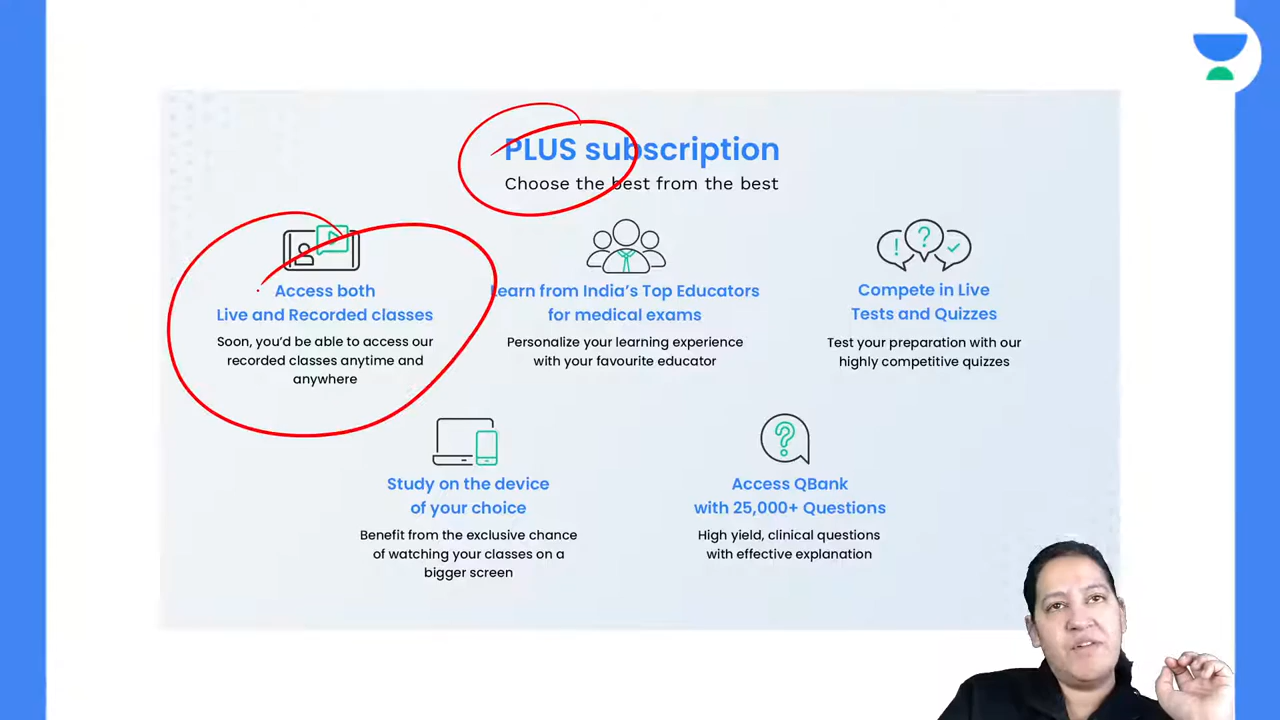 PLUS subscription
Choose the best from the best
Access both
Live and Recorded classes
Soon, you'd be able to access our
recorded classes anytime and
anywhere
Learn from India's Top Educators
for medical exams
Personalize your learning experience
with your favourite educator
Compete in Live
Tests and Quizzes
Test your preparation with our
highly competitive quizzes
Study on the device
of your choice
Benefit from the exclusive chance
of watching your classes on a
bigger screen
Access QBank
with 25,000+ Questions
High yield, clinical questions
with effective explanation